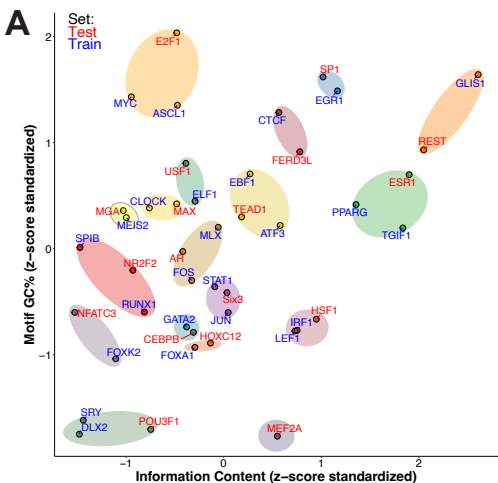 A
Set:
Test
Train
E2F1
MYC
ASCL1
SP1
EGR1
GLIS1
CTCF
REST
FERD3L
USF1
ESR1
EBF1
CLOCK
ELF1
MGA
MAX
TEAD1
PPARG
MEIS2
MLX
ATF3
TGIF1
SPIB
AR
NR2F2
FOS
STAT1
Six3
NFATC3
RUNX1
GATA2
JUN
HSF1
IRF1
CEBPB
HOXC12
LEF1
FOXK2
FOXA1
SRY
DLX2
POU3F1
MEF2A
2
1
0
−1
−1
0
1
2
Motif GC% (z−score standardized)
Information Content (z−score standardized)